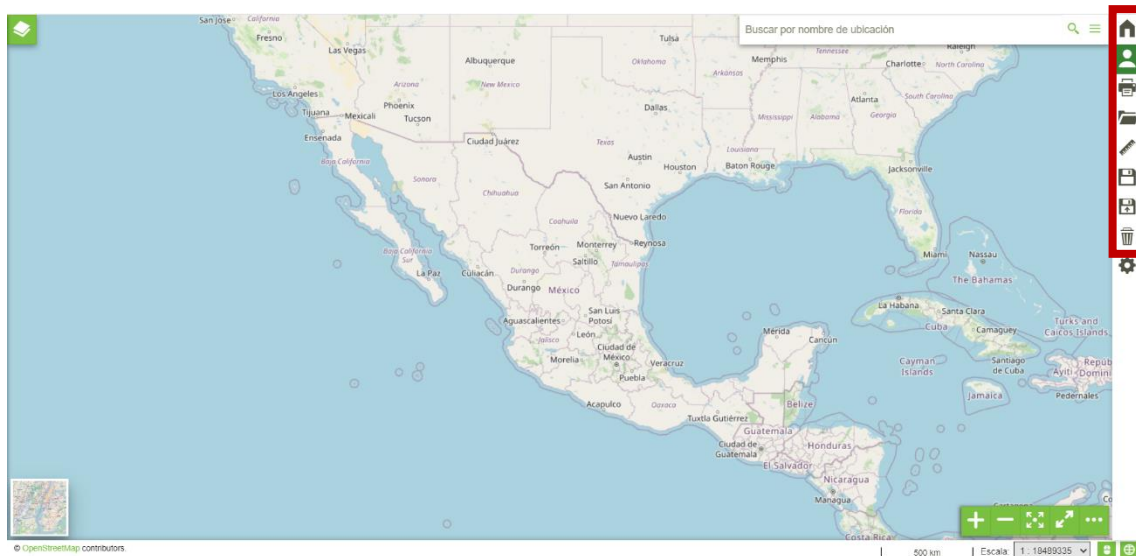 San Jose
California
Fresno
Las Vegas
Tulsa
Buscar por nombre de ubicación
Albuquerque
Oklahoma
Memphis
Tennessee
Charlotte
North Carolina
Raleigh
Arizona
New Mexico
Arkansas
Los Angeles
Phoenix
Dallas
Atlanta
South Carolina
Tijuana
Mexicali
Tucson
Mississippi
Alabama
Georgia
Ensenada
Ciudad Juárez
Texas
Louisiana
Austin
Houston
Baton Rouge
Jacksonville
Baja California
Sonora
Chihuahua
San Antonio
Florida
Coahuila
Nuevo Laredo
Torreón
Monterrey
Reynosa
Baja California
Sur
Saltillo
Tamaulipas
Miami
Nassau
La Paz
Culiacán
Durango
The Bahamas
Durango
México
San Luis
Potosí
La Habana
Santa Clara
Aguascalientes
Turks and
Caicos Islands
León
Jalisco
Mérida
Cancún
Cuba
Camaguey
Ciudad de
México
Morelia
Veracruz
Cayman
Islands
Santiago
de Cuba
Puebla
Ayiti
Acapulco
Oaxaca
Belize
Jamaica
Pedernales
Tuxtla Gutiérrez
Guatemala
Ciudad de
Guatemala
Honduras
El Salvador
Nicaragua
Managua
Costa Rica
© OpenStreetMap contributors.
500 km
Escala:
1 : 18489335